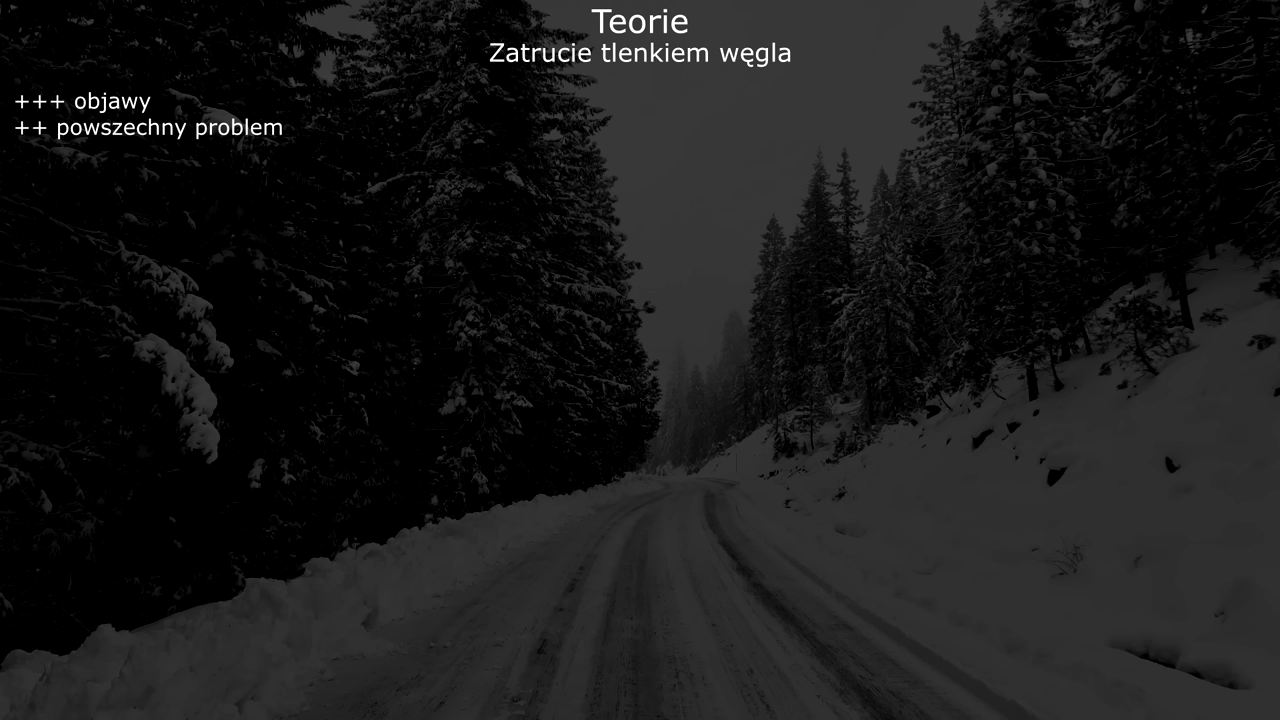 Teorie
Zatrucie tlenkiem węgla
+++ objawy
++ powszechny problem